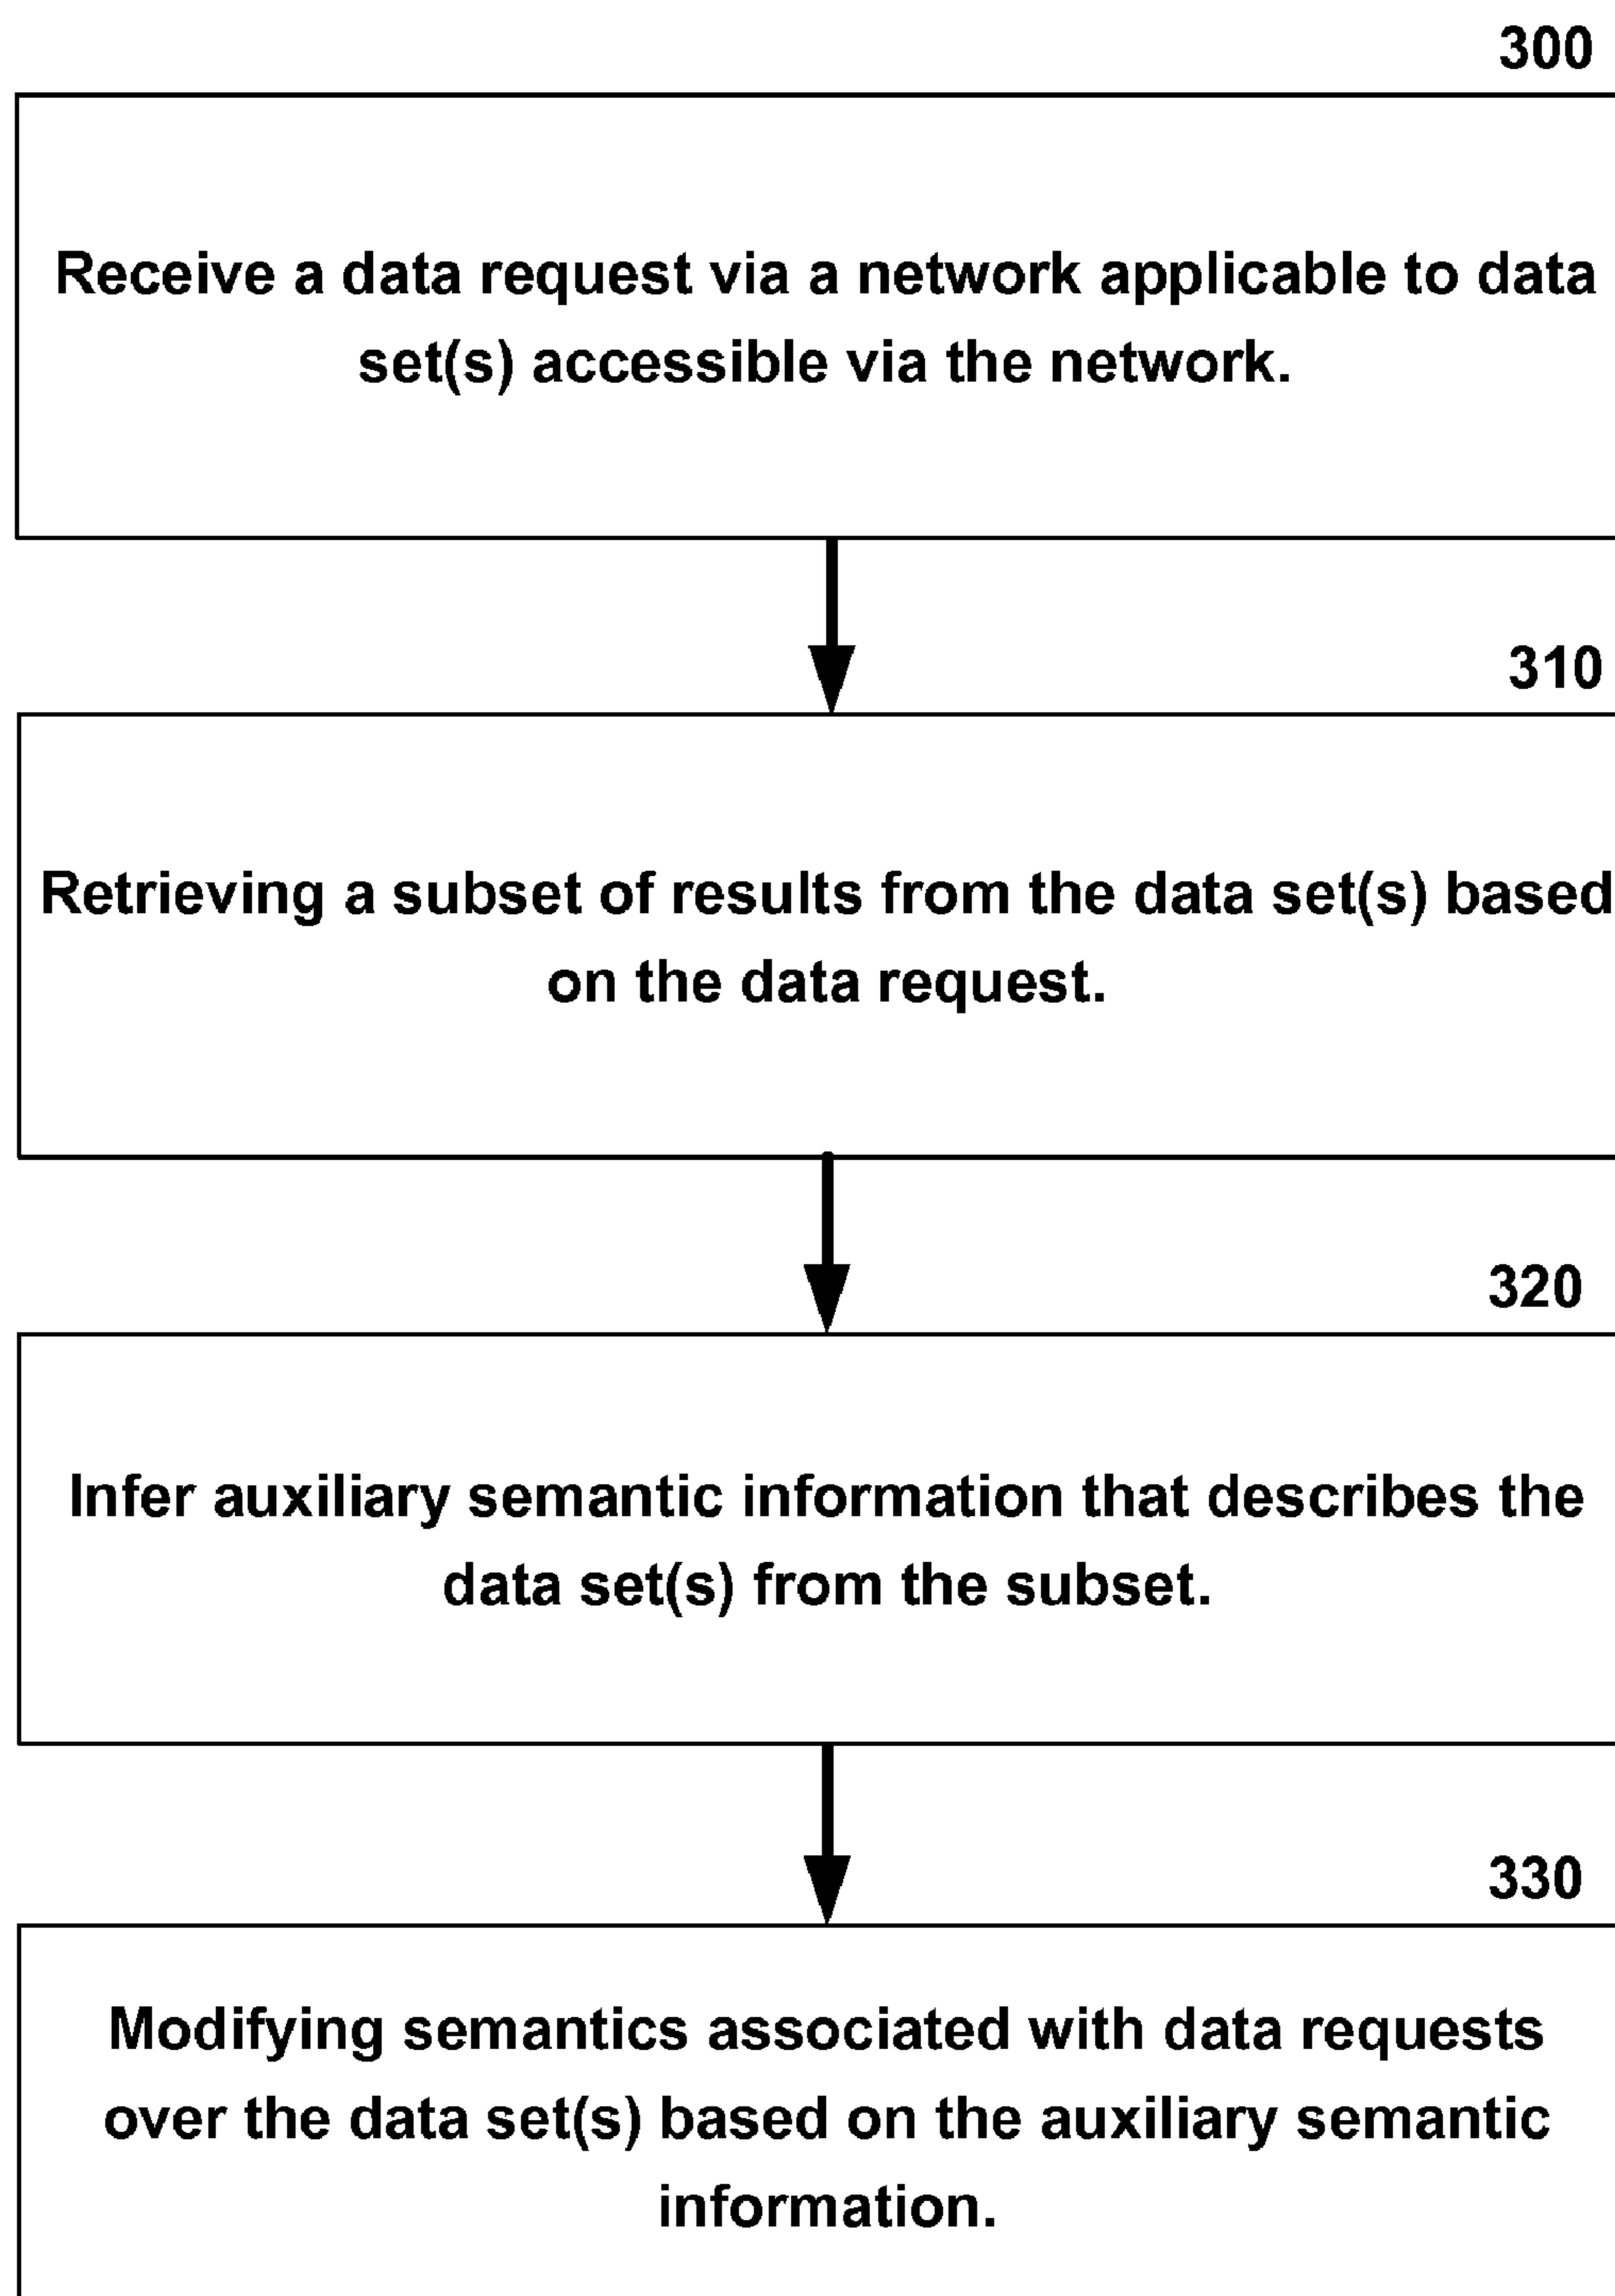 300
Receive a data request via a network applicable to data
set(s) accessible via the network.
310
Retrieving a subset of results from the data set(s) based
on the data request.
320
Infer auxiliary semantic information that describes the
data set(s) from the subset.
330
Modifying semantics associated with data requests
over the data set(s) based on the auxiliary semantic
information.